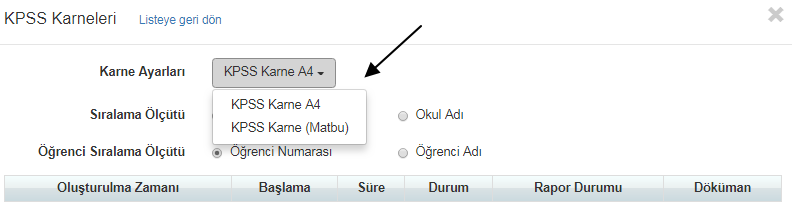 KPSS Karneleri Listeye geri dön
Karne Ayarları KPSS Karne A4
KPSS Karne A4
Sıralama Ölçütü Okul Adı
KPSS Karne (Matbu)
Öğrenci Sıralama Ölçütü Öğrenci Numarası Öğrenci Adı
Oluşturulma Zamanı Başlama Süre Durum Rapor Durumu Döküman